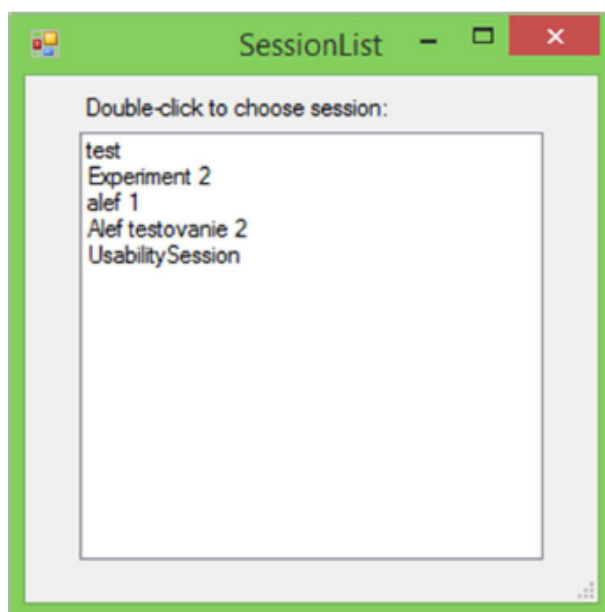 SessionList
Double-click to choose session:
test
Experiment 2
alef 1
Alef testovanie 2
UsabilitySession